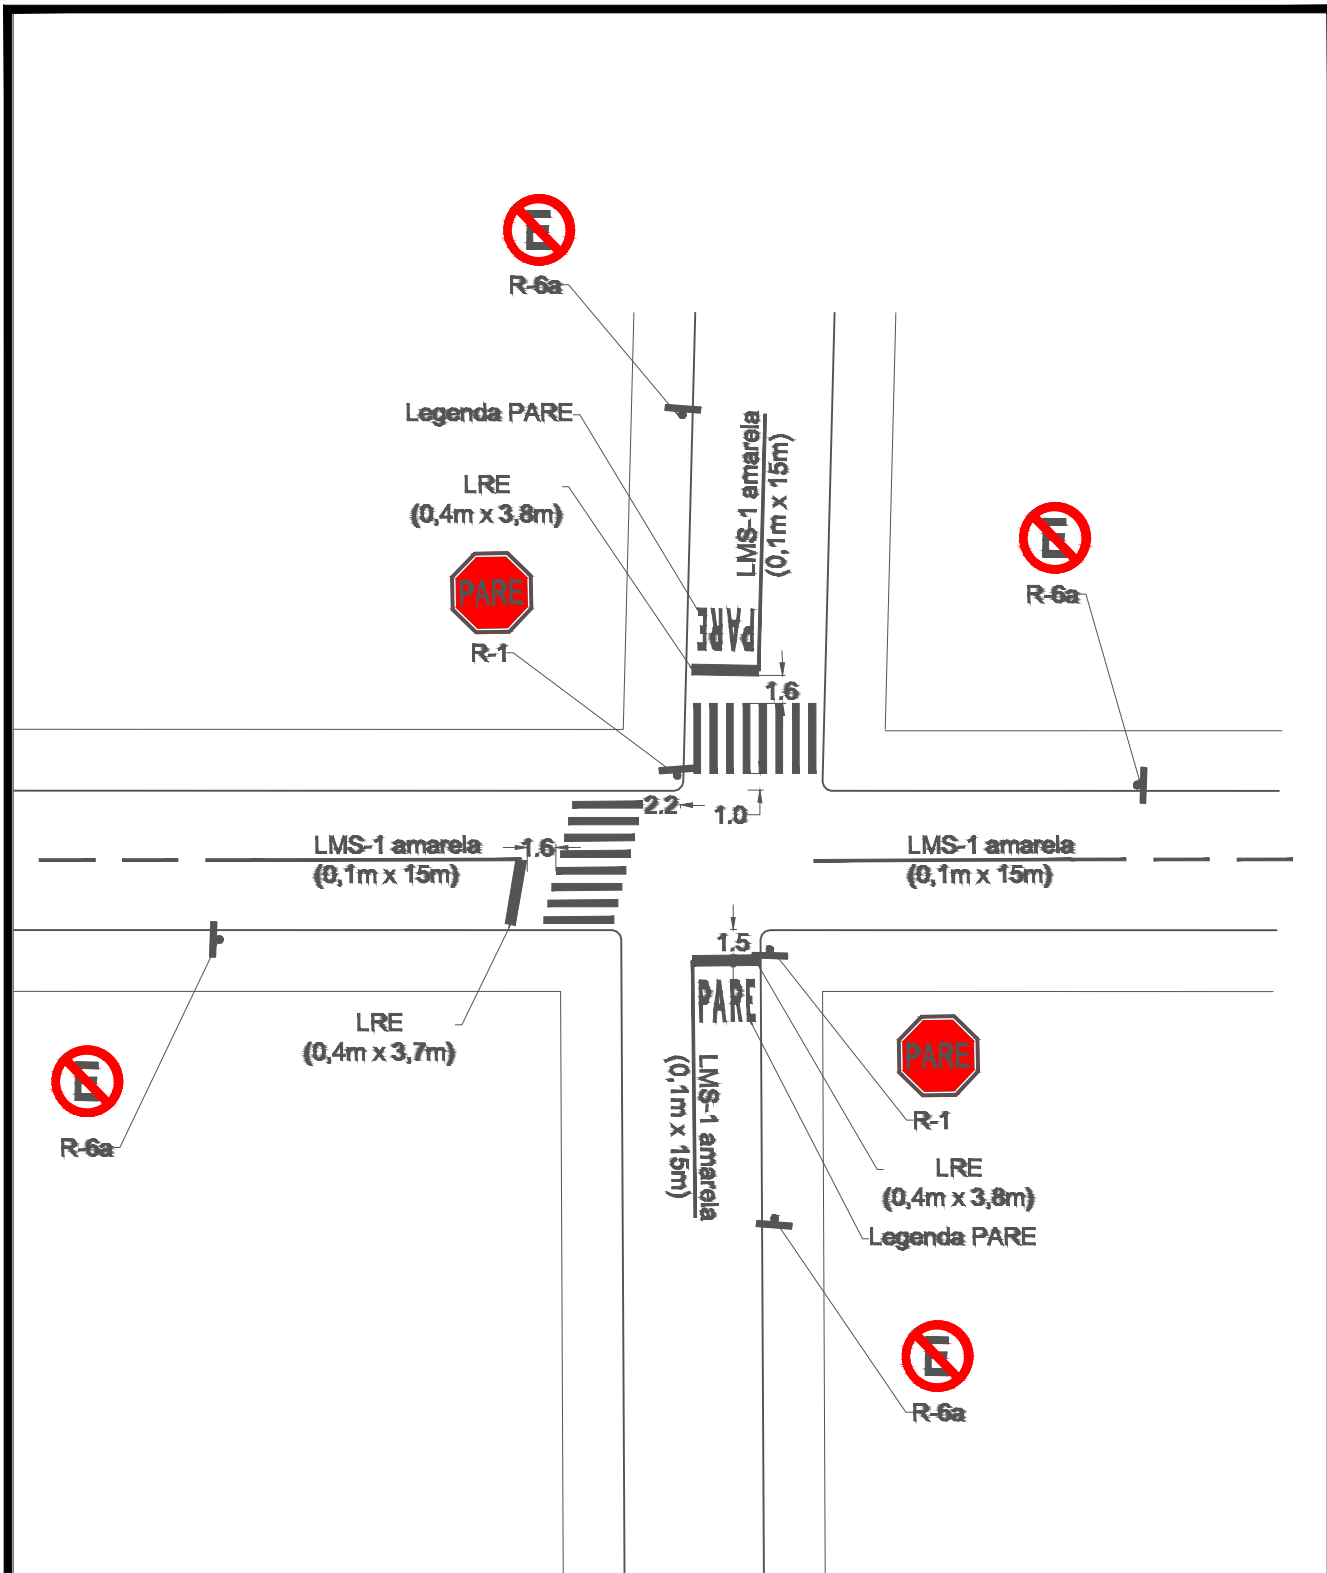 E
R-6a
Legenda PARE
LMS-1 amarela
(0,1m x 15m)
LRE
(0,4m x 3,8m)
E
R-6a
PARE
R-1
PARE
1.6
2.2
1.0
LMS-1 amarela
(0,1m x 15m)
1.6
LMS-1 amarela
(0,1m x 15m)
1.5
PARE
LRE
(0,4m x 3,7m)
PARE
R-1
E
R-6a
LMS-1 amarela
(0,1m x 15m)
LRE
(0,4m x 3,8m)
Legenda PARE
E
R-6a